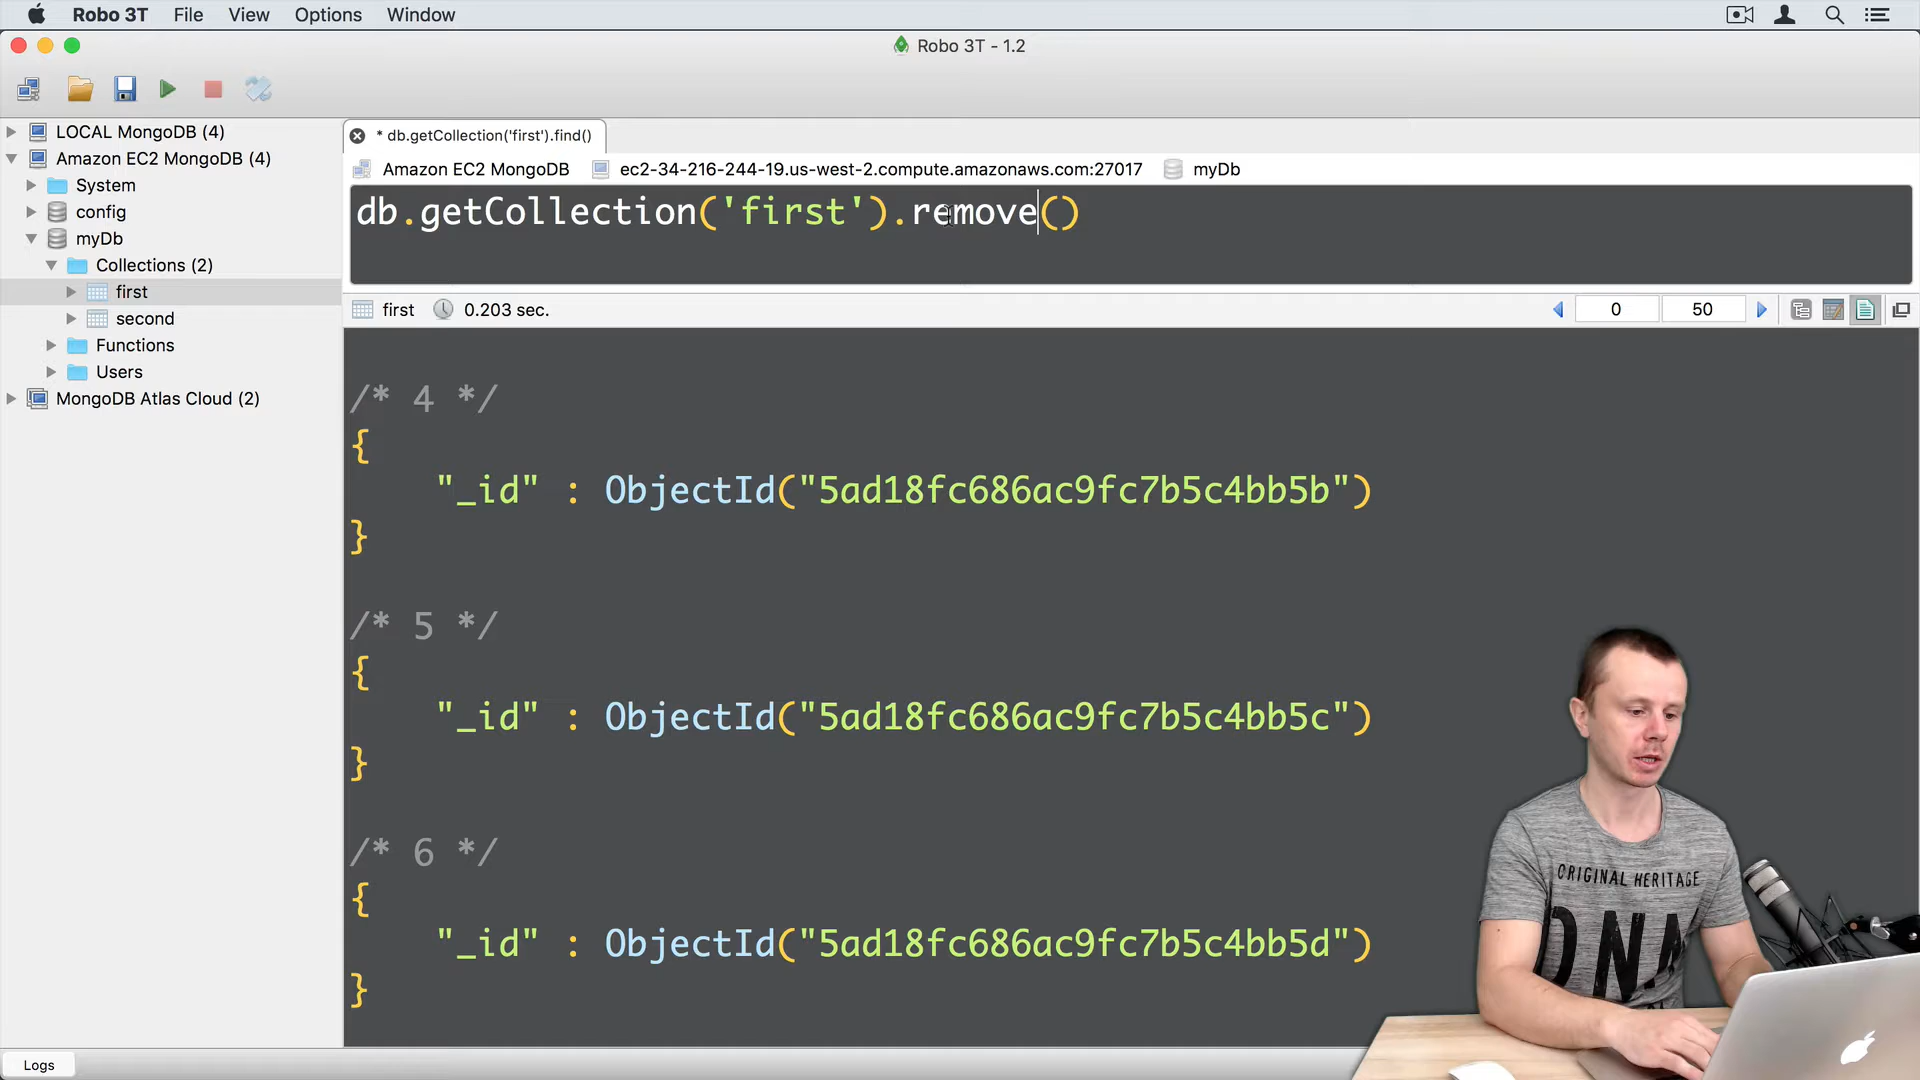 Robo 3T File View Options Window
Robo 3T - 1.2
LOCAL MongoDB (4)
Amazon EC2 MongoDB (4)
System
config
myDb
Collections (2)
first
second
Functions
Users
MongoDB Atlas Cloud (2)
* db.getCollection('first').find()
Amazon EC2 MongoDB ec2-34-216-244-19.us-west-2.compute.amazonaws.com:27017 myDb
db.getCollection('first').remove()
first 0.203 sec. 0 50
/* 4 */
{
"_id" : ObjectId("5ad18fc686ac9fc7b5c4bb5b")
}
/* 5 */
{
"_id" : ObjectId("5ad18fc686ac9fc7b5c4bb5c")
}
/* 6 */
{
"_id" : ObjectId("5ad18fc686ac9fc7b5c4bb5d")
}
ORIGINAL HERITAGE
DNA
Logs